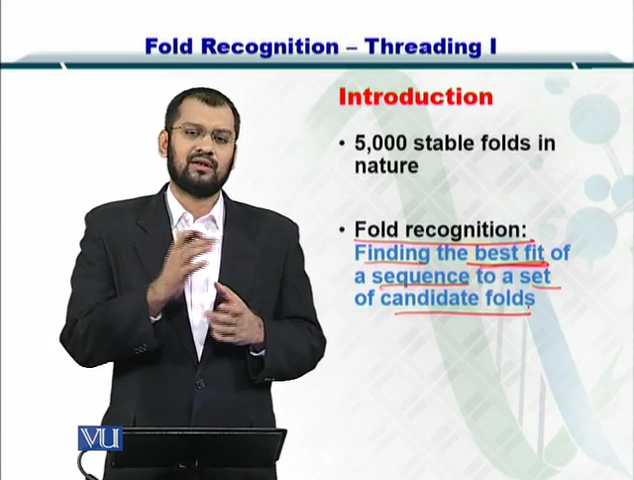 Fold Recognition – Threading I
Introduction
• 5,000 stable folds in
nature
• Fold recognition:
Finding the best fit of
a sequence to a set
of candidate folds
VU